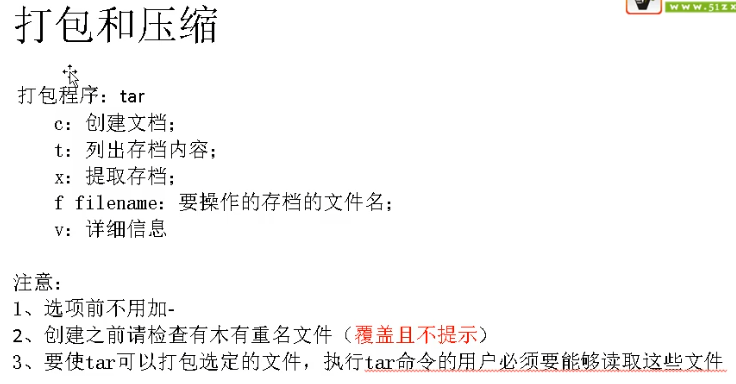 打包和压缩
www.51zx
打包程序：tar
c：创建文档；
t：列出存档内容；
x：提取存档；
f filename：要操作的存档的文件名；
v：详细信息
注意：
1、选项前不用加-
2、创建之前请检查有木有重名文件（覆盖且不提示）
3、要使tar可以打包选定的文件，执行tar命令的用户必须要能够读取这些文件